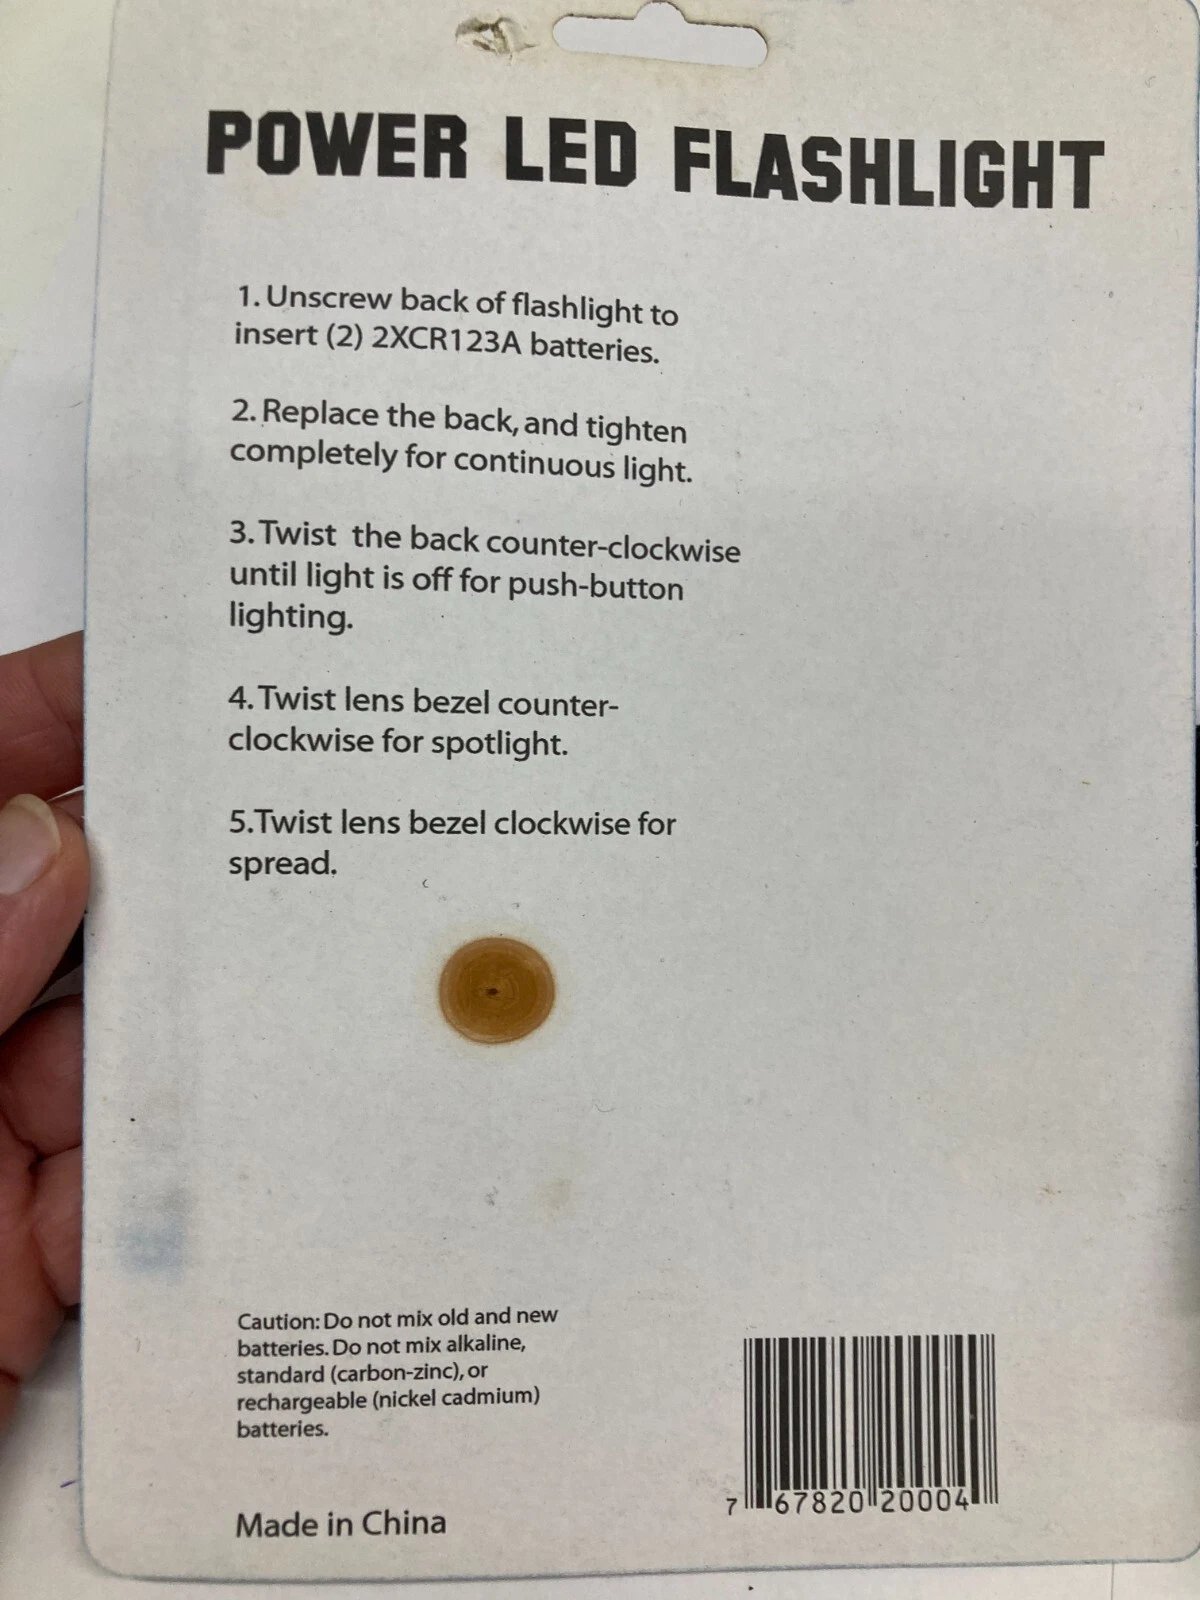 POWER LED FLASHLIGHT
1. Unscrew back of flashlight to
insert (2) 2XCR123A batteries.
2. Replace the back, and tighten
completely for continuous light.
3. Twist the back counter-clockwise
until light is off for push-button
lighting.
4. Twist lens bezel counter-
clockwise for spotlight.
5.Twist lens bezel clockwise for
spread.
Caution: Do not mix old and new
batteries. Do not mix alkaline,
standard (carbon-zinc), or
rechargeable (nickel cadmium)
batteries.
Made in China
7 67820 20004